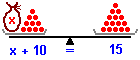 x
x + 10 = 15